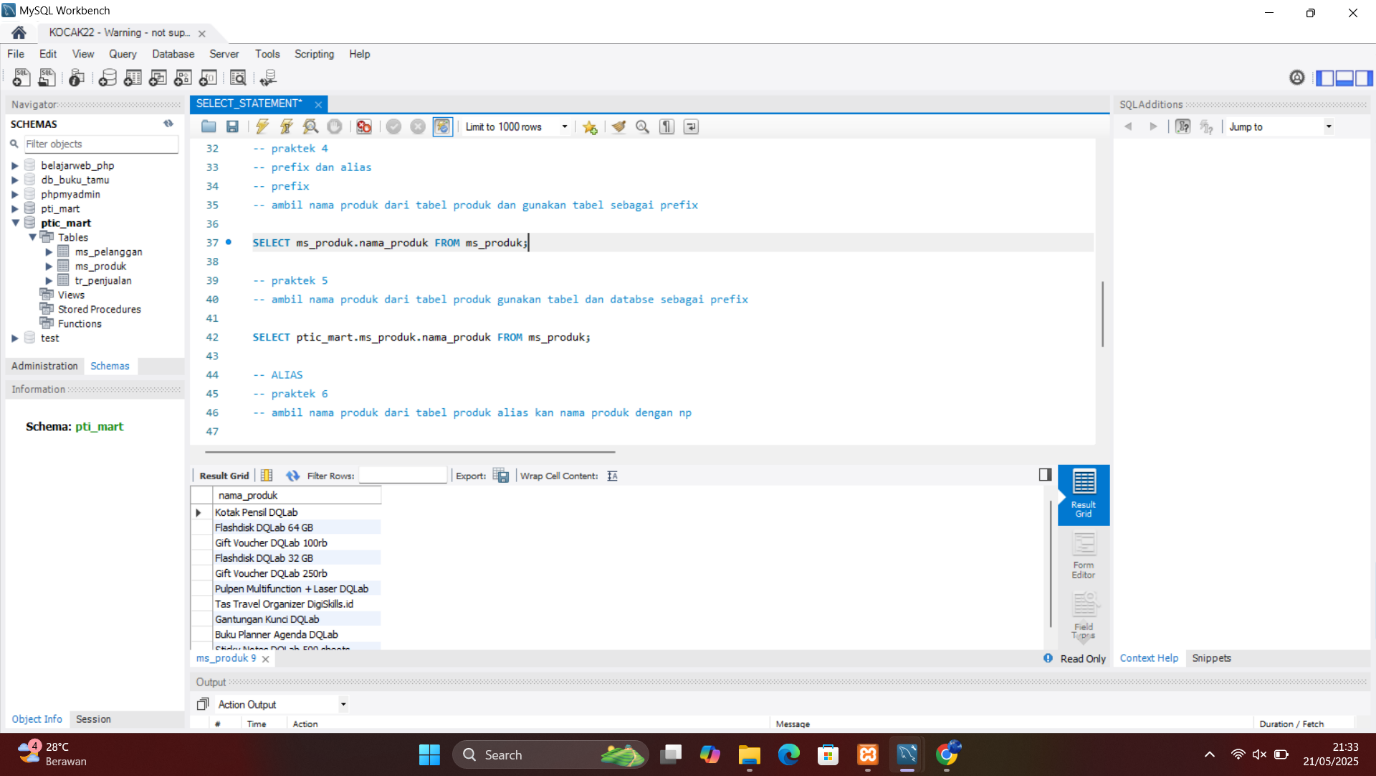 MySQL Workbench
KOCAK22 - Warning - not sup...
File Edit View Query Database Server Tools Scripting Help
Navigator
SCHEMAS
Filter objects
belajarweb_php
db_buku_tamu
phpmyadmin
pti_mart
ptic_mart
Tables
ms_pelanggan
ms_produk
tr_penjualan
Views
Stored Procedures
Functions
test
Administration Schemas
Information
Schema: pti_mart
Object Info Session
SELECT_STATEMENT*
Limit to 1000 rows
32 -- praktek 4
33 -- prefix dan alias
34 -- prefix
35 -- ambil nama produk dari tabel produk dan gunakan tabel sebagai prefix
36
37 SELECT ms_produk.nama_produk FROM ms_produk;
38
39 -- praktek 5
40 -- ambil nama produk dari tabel produk gunakan tabel dan databse sebagai prefix
41
42 SELECT ptic_mart.ms_produk.nama_produk FROM ms_produk;
43
44 -- ALIAS
45 -- praktek 6
46 -- ambil nama produk dari tabel produk alias kan nama produk dengan np
47
Result Grid Filter Rows: Export: Wrap Cell Content:
nama_produk
Kotak Pensil DQLab
Flashdisk DQLab 64 GB
Gift Voucher DQLab 100rb
Flashdisk DQLab 32 GB
Gift Voucher DQLab 250rb
Pulpen Multifunction + Laser DQLab
Tas Travel Organizer DigiSkills.id
Gantungan Kunci DQLab
Buku Planner Agenda DQLab
Sticky Notes DQLab 500 sheets
Result
Grid
Form
Editor
Field
Types
ms_produk 9
Read Only
Output
Action Output
# Time Action Message Duration / Fetch
SQLAdditions
Jump to
Context Help Snippets
4
28°C
Berawan
Search
21:33
21/05/2025